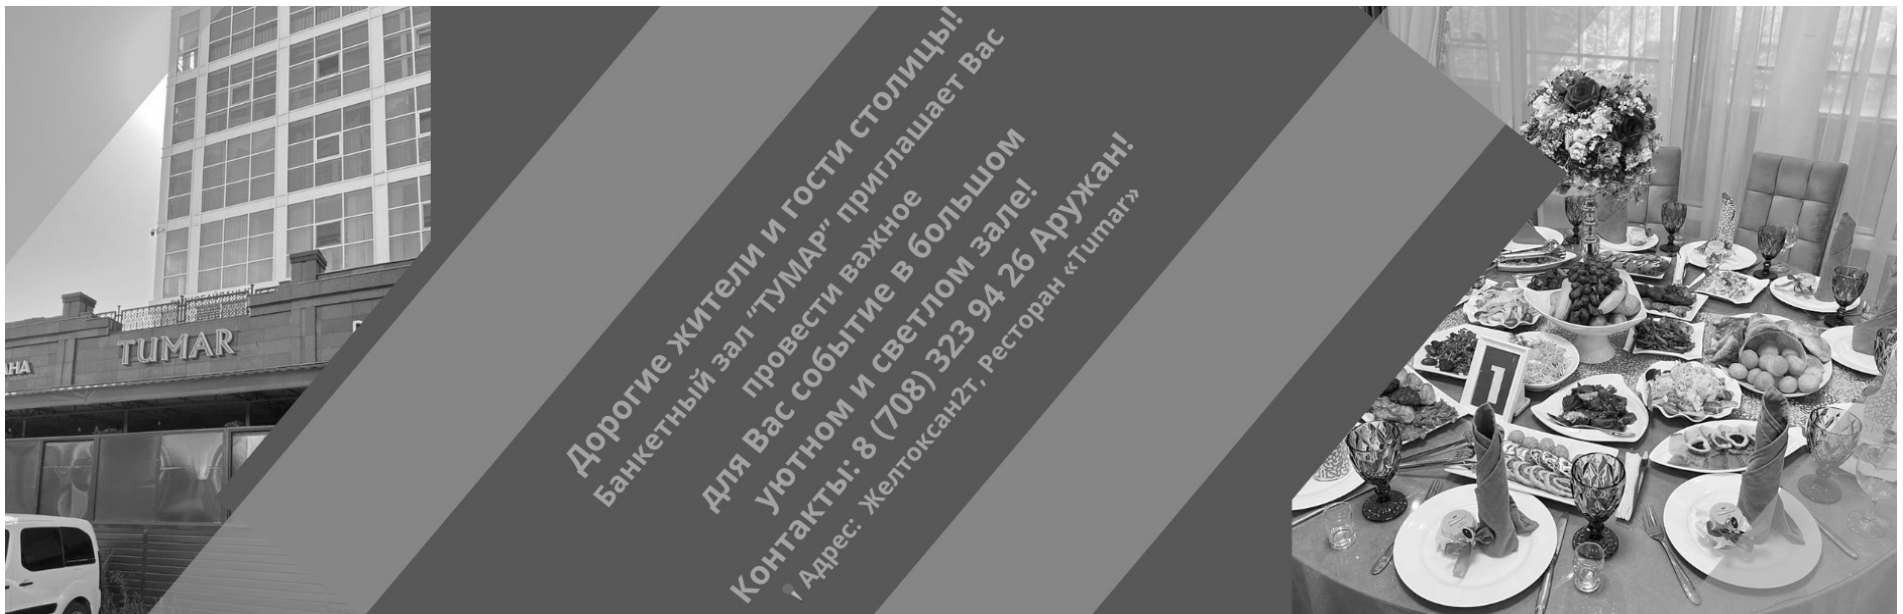 АНА
TUMAR
Дорогие жители и гости столицы!
Банкетный зал "ТУМАР" приглашает Вас
провести важное
для Вас событие в большом
уютном и светлом зале!
Контакты: 8 (708) 323 94 26 Аружан!
Адрес: Желтоксан2т, Ресторан «Tumar»
1